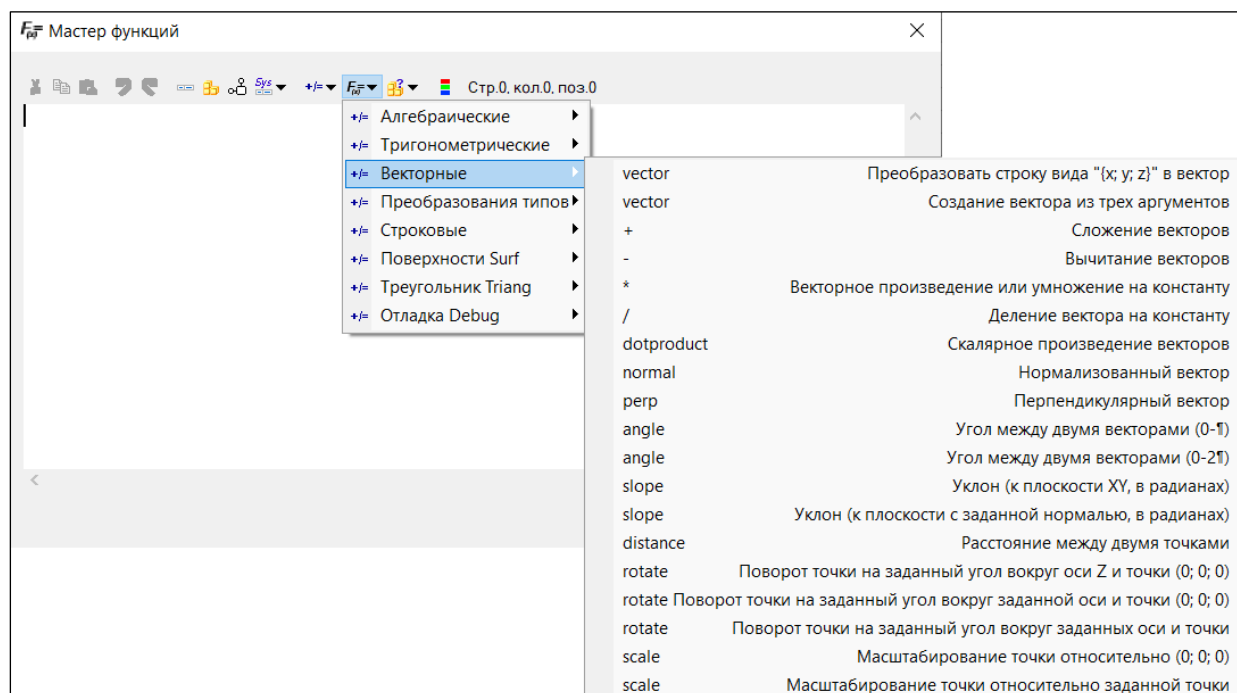 F(x)= Мастер функций
Sys +/= F(x)= Стр.0, кол.0, поз.0
+/= Алгебраические
+/= Тригонометрические
+/= Векторные
+/= Преобразования типов
+/= Строковые
+/= Поверхности Surf
+/= Треугольник Triang
+/= Отладка Debug
vector Преобразовать строку вида "{x; y; z}" в вектор
vector Создание вектора из трех аргументов
+ Сложение векторов
- Вычитание векторов
* Векторное произведение или умножение на константу
/ Деление вектора на константу
dotproduct Скалярное произведение векторов
normal Нормализованный вектор
perp Перпендикулярный вектор
angle Угол между двумя векторами (0-¶)
angle Угол между двумя векторами (0-2¶)
slope Уклон (к плоскости XY, в радианах)
slope Уклон (к плоскости с заданной нормалью, в радианах)
distance Расстояние между двумя точками
rotate Поворот точки на заданный угол вокруг оси Z и точки (0; 0; 0)
rotate Поворот точки на заданный угол вокруг заданной оси и точки (0; 0; 0)
rotate Поворот точки на заданный угол вокруг заданных оси и точки
scale Масштабирование точки относительно (0; 0; 0)
scale Масштабирование точки относительно заданной точки